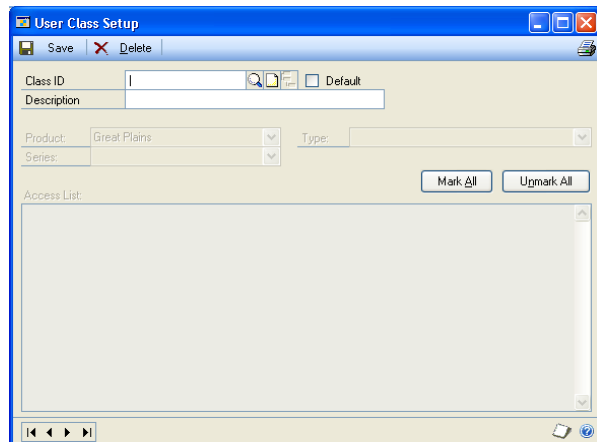 User Class Setup
Save Delete
Class ID Default
Description
Product: Great Plains Type:
Series:
Mark All Unmark All
Access List: